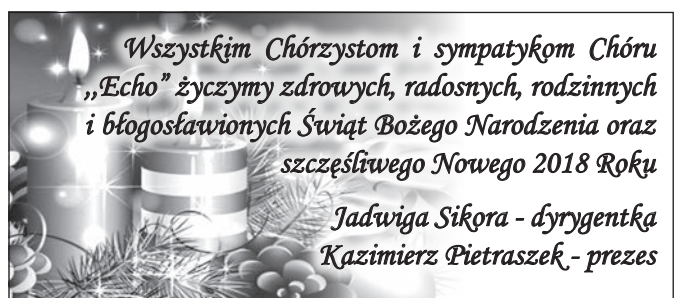 Wszystkim Chórzystom i sympatykom Chóru
,,Echo” życzymy zdrowych, radosnych, rodzinnych
i błogosławionych Świąt Bożego Narodzenia oraz
szczęśliwego Nowego 2018 Roku
Jadwiga Sikora - dyrygentka
Kazimierz Pietraszek - prezes